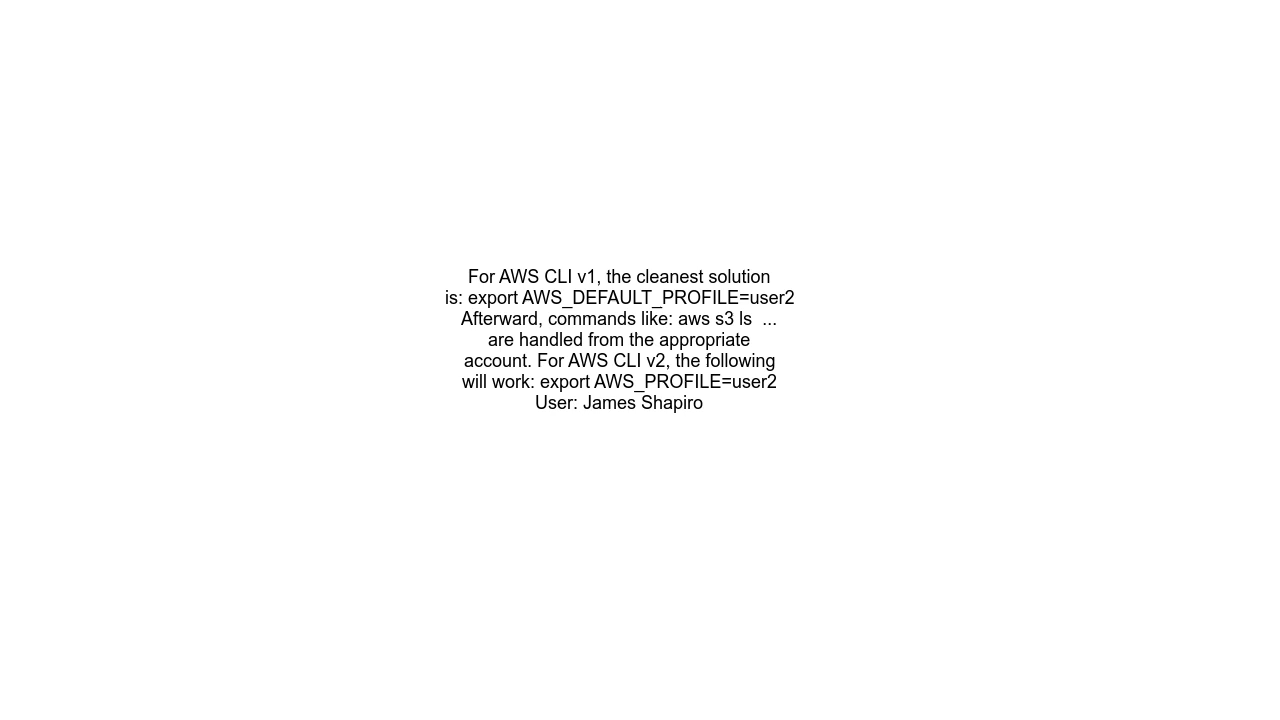 For AWS CLI v1, the cleanest solution
is: export AWS_DEFAULT_PROFILE=user2
Afterward, commands like: aws s3 ls  ...
are handled from the appropriate
account. For AWS CLI v2, the following
will work: export AWS_PROFILE=user2
User: James Shapiro